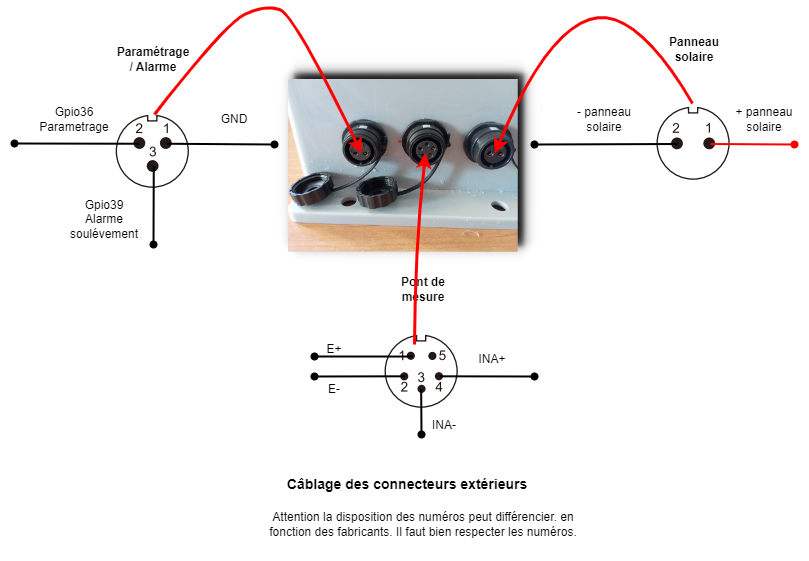 Paramétrage
/ Alarme
Panneau
solaire
Gpio36
Parametrage
GND
2
1
3
Gpio39
Alarme
soulévement
- panneau
solaire
2
1
+ panneau
solaire
Pont de
mesure
E+
1
5
INA+
E-
2
3
4
INA-
Câblage des connecteurs extérieurs
Attention la disposition des numéros peut différencier. en
fonction des fabricants. Il faut bien respecter les numéros.